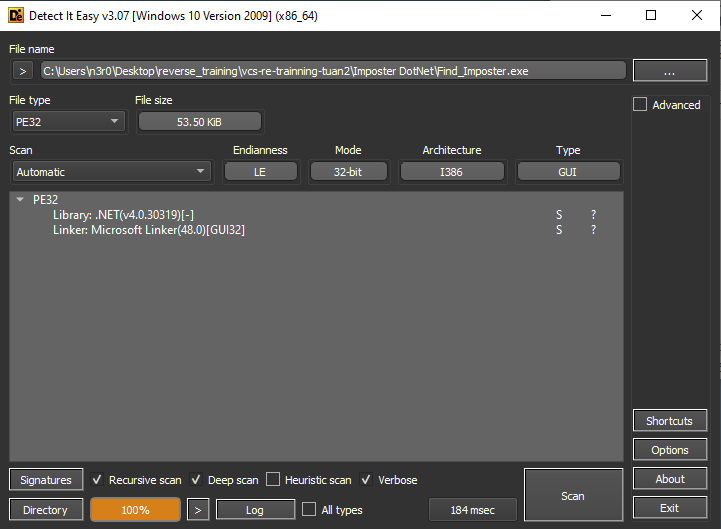 Detect It Easy v3.07 [Windows 10 Version 2009] (x86_64)
File name
> C:\Users\n3r0\Desktop\reverse_training\vcs-re-trainning-tuan2\Imposter DotNet\Find_Imposter.exe ...
File type File size Advanced
PE32 53.50 KiB
Scan Endianness Mode Architecture Type
Automatic LE 32-bit I386 GUI
PE32
Library: .NET(v4.0.30319)[-] S ?
Linker: Microsoft Linker(48.0)[GUI32] S ?
Shortcuts
Options
Signatures Recursive scan Deep scan Heuristic scan Verbose Scan About
Directory 100% > Log All types 184 msec Exit